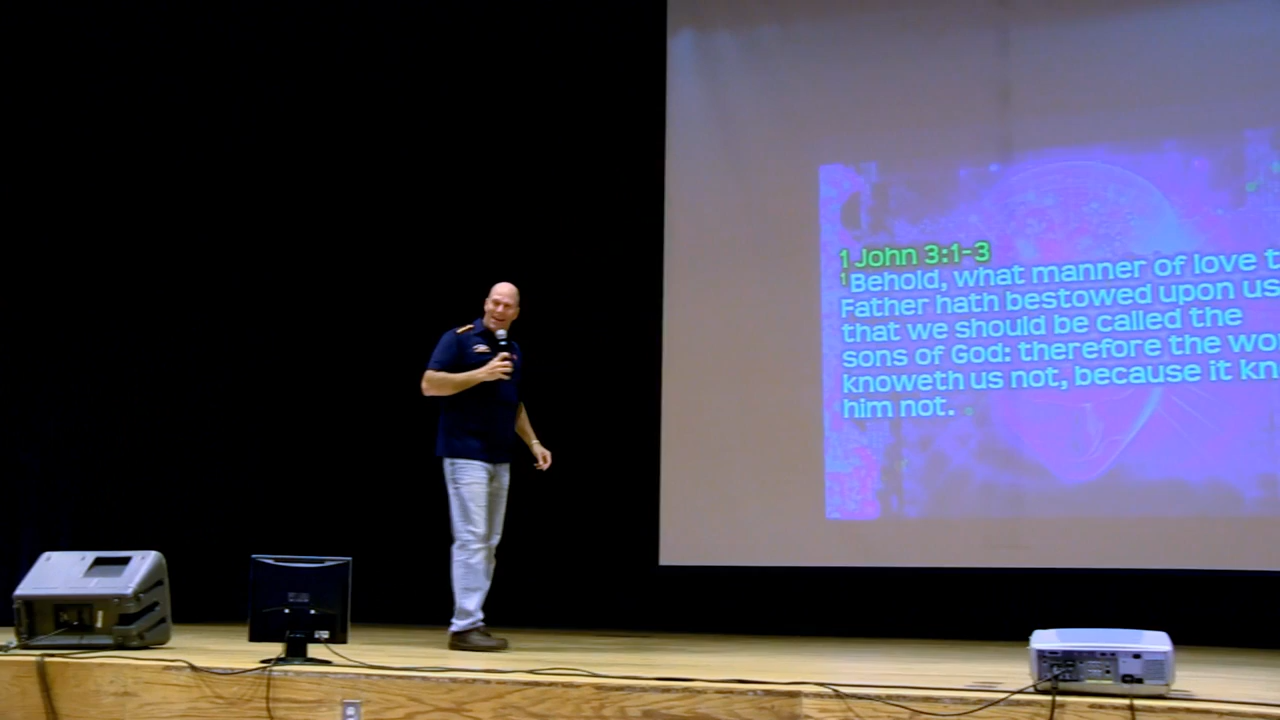 1 John 3:1-3
1 Behold, what manner of love t
Father hath bestowed upon us
that we should be called the
sons of God: therefore the wo
knoweth us not, because it kn
him not.